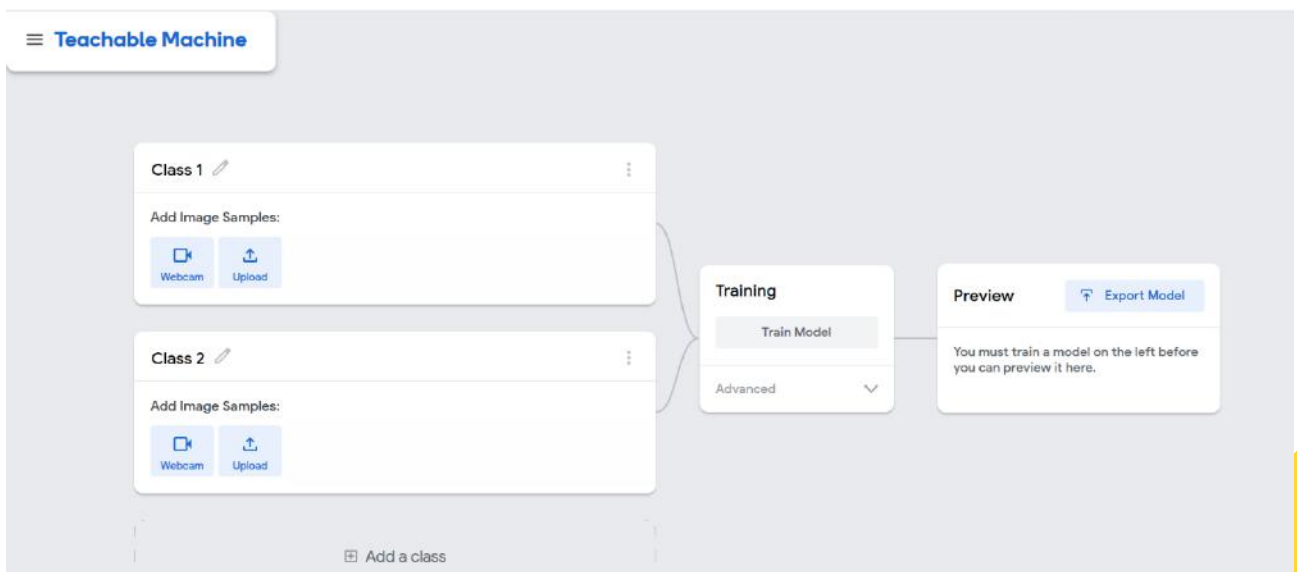 Teachable Machine
Class 1
Add Image Samples:
Webcam Upload
Class 2
Add Image Samples:
Webcam Upload
Add a class
Training
Train Model
Advanced
Preview
Export Model
You must train a model on the left before
you can preview it here.